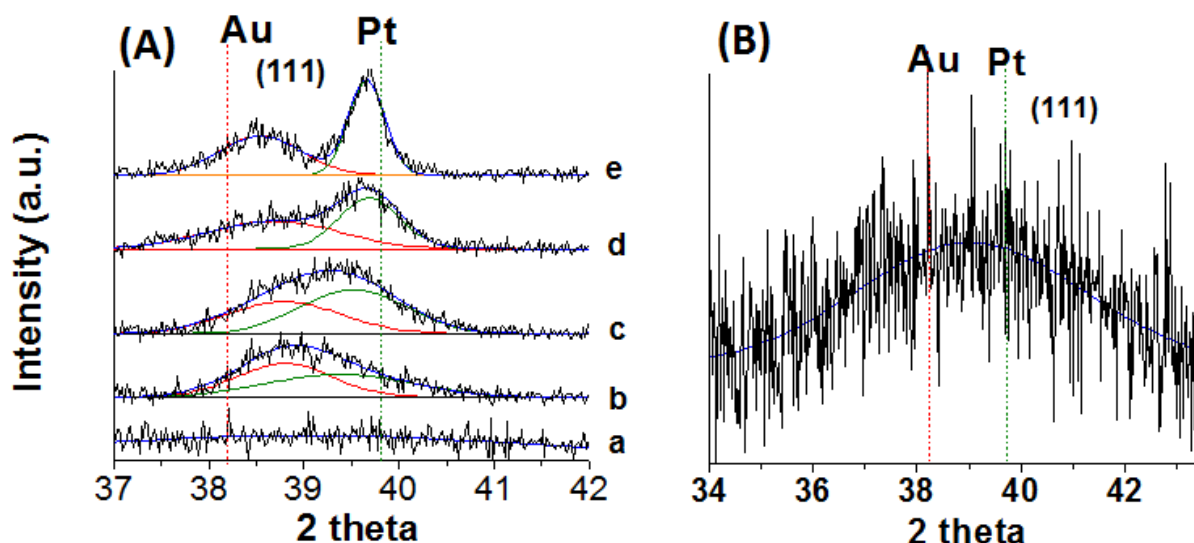 (A) Au Pt
(111)
e
d
c
b
a
Intensity (a.u.)
37 38 39 40 41 42
2 theta
(B)
Au Pt
(111)
34 36 38 40 42
2 theta